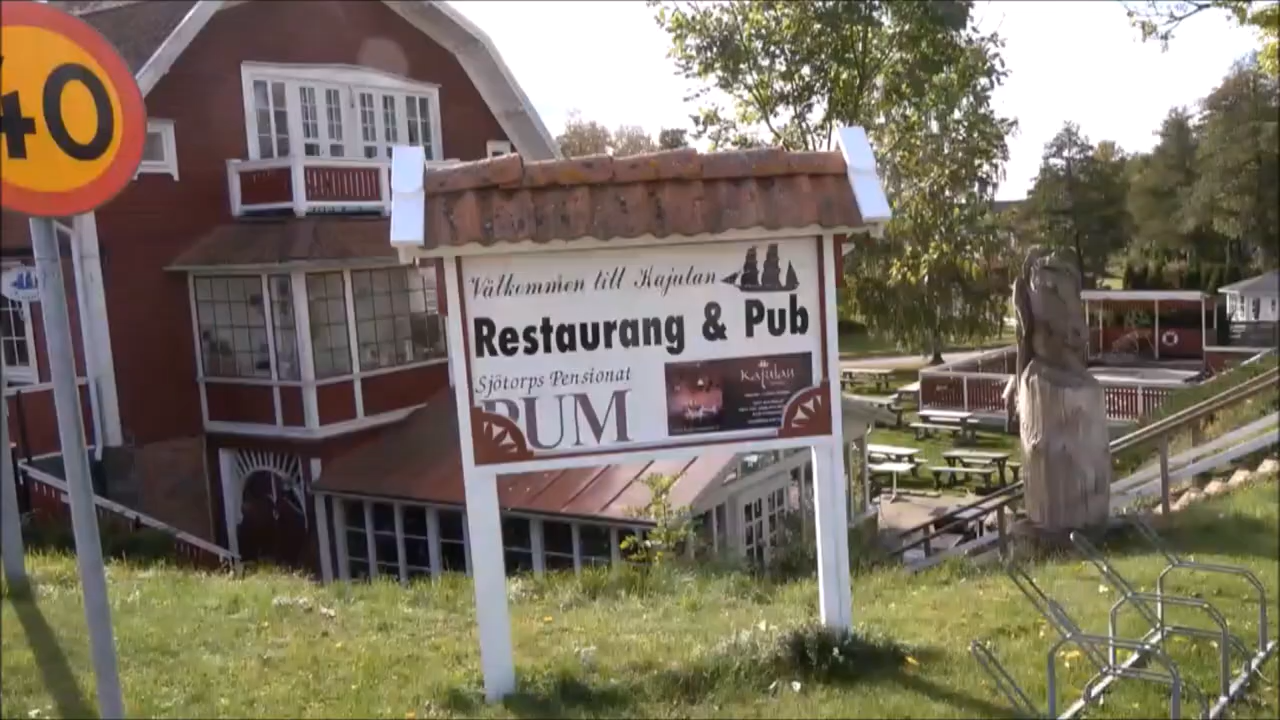 40
Välkommen till Kajutan
Restaurang & Pub
Sjötorps Pensionat
RUM
Kajutan